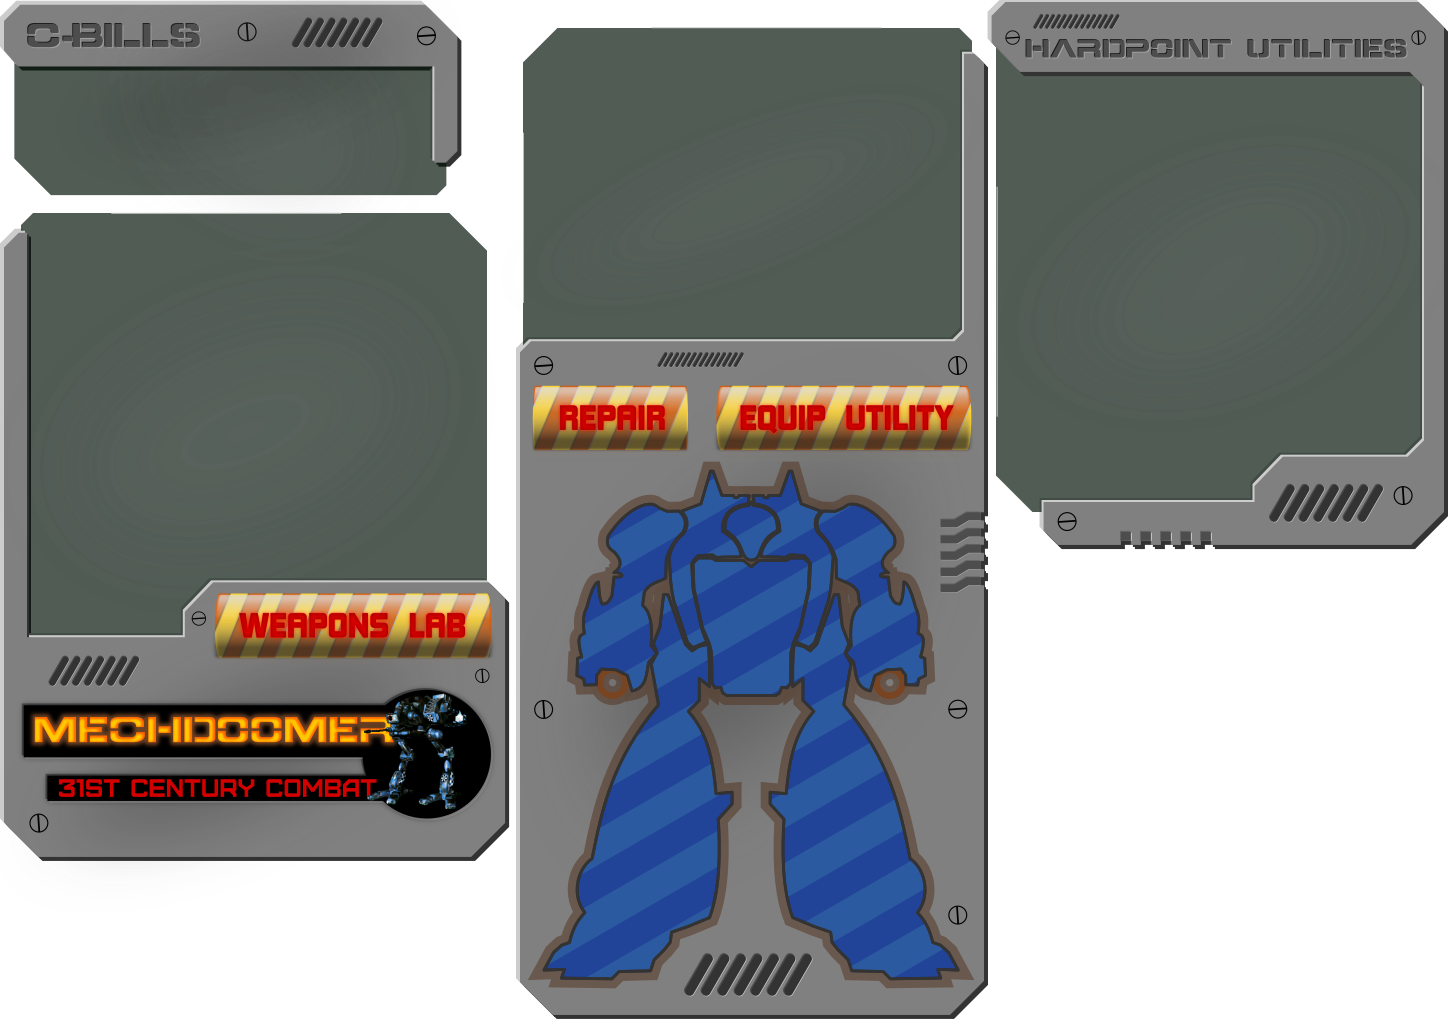 C-BILLS
WEAPONS LAB
MECHDOOMER
31ST CENTURY COMBAT
REPAIR
EQUIP UTILITY
HARDPOINT UTILITIES